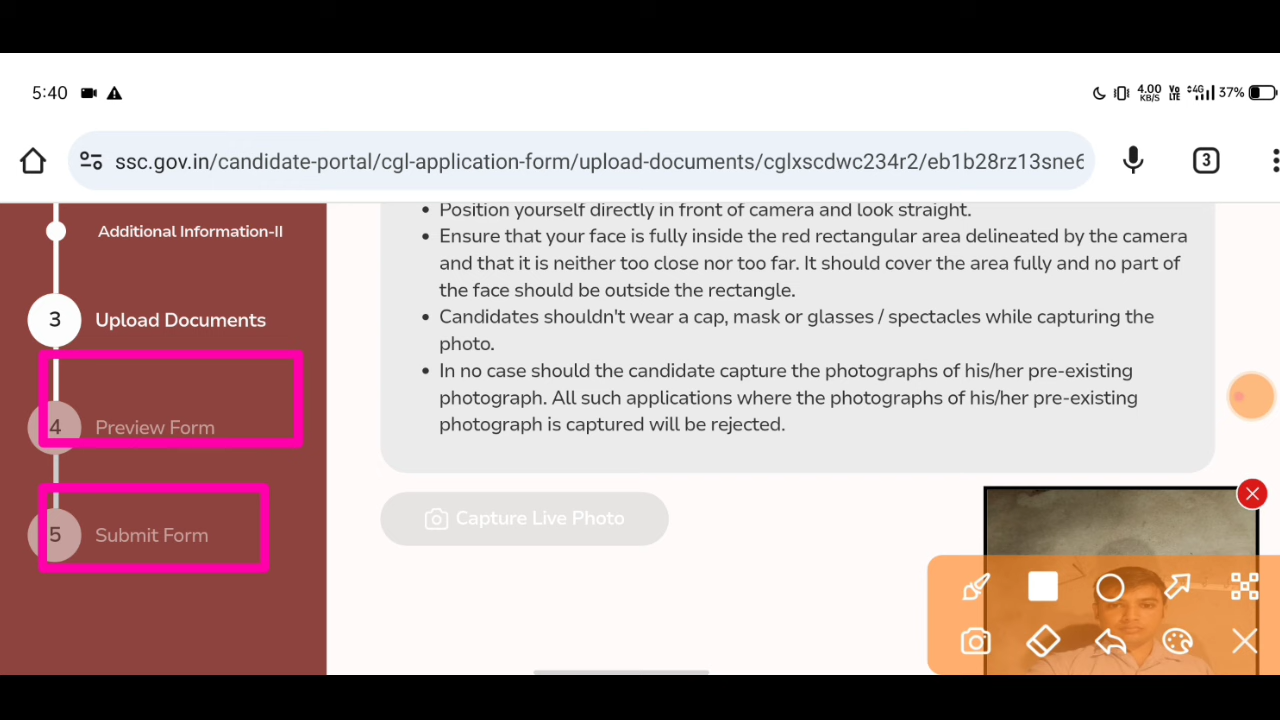 5:40
4.00 KB/S Vo LTE 4G 37%
ssc.gov.in/candidate-portal/cgl-application-form/upload-documents/cglxscdwc234r2/eb1b28rz13sne6
3
Additional Information-II
3 Upload Documents
4 Preview Form
5 Submit Form
• Position yourself directly in front of camera and look straight.
• Ensure that your face is fully inside the red rectangular area delineated by the camera
and that it is neither too close nor too far. It should cover the area fully and no part of
the face should be outside the rectangle.
• Candidates shouldn't wear a cap, mask or glasses / spectacles while capturing the
photo.
• In no case should the candidate capture the photographs of his/her pre-existing
photograph. All such applications where the photographs of his/her pre-existing
photograph is captured will be rejected.
Capture Live Photo